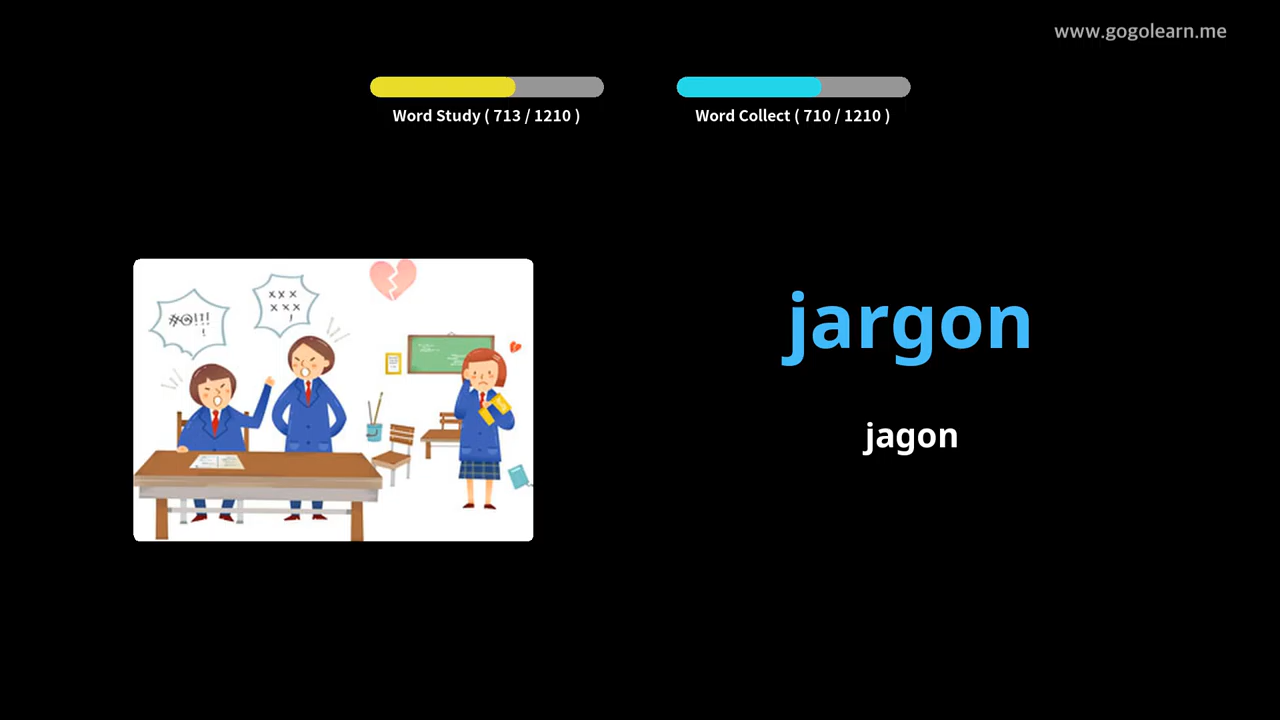 www.gogolearn.me
Word Study ( 713 / 1210 )
Word Collect ( 710 / 1210 )
#@!!!
!
x x x
x x x
!
jargon
jagon